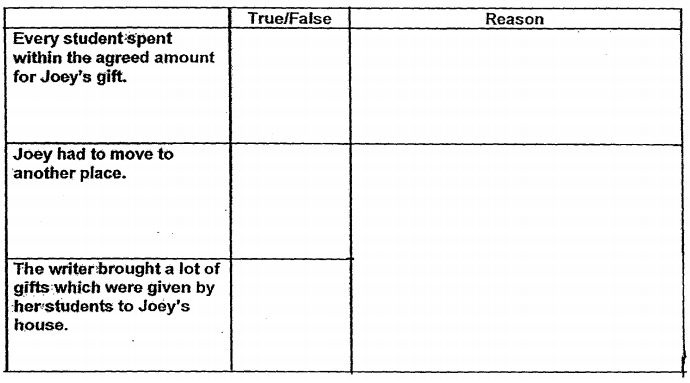 True/False
Reason
Every student spent
within the agreed amount
for Joey's gift.
Joey had to move to
another place.
The writer brought a lot of
gifts which were given by
her students to Joey's
house.